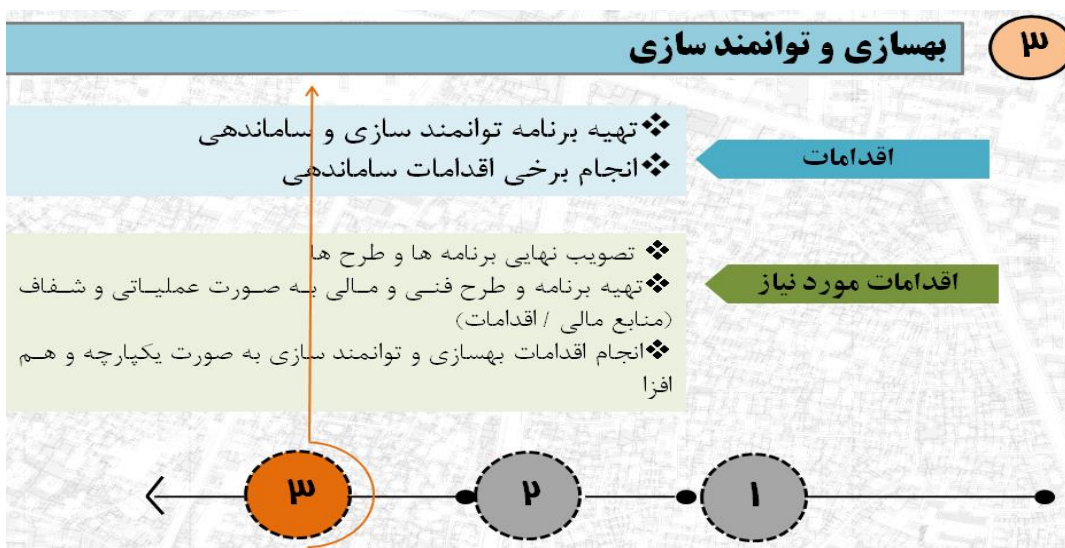 ۳
بهسازی و توانمند سازی
اقدامات
❖تهیه برنامه توانمند سازی و ساماندهی
❖انجام برخی اقدامات ساماندهی
اقدامات مورد نیاز
❖ تصویب نهایی برنامه ها و طرح ها
❖تهیه برنامه و طرح فنی و مالی به صورت عملیاتی و شفاف
(منابع مالی / اقدامات)
❖انجام اقدامات بهسازی و توانمند سازی به صورت یکپارچه و هم
افزا
۱
۲
۳